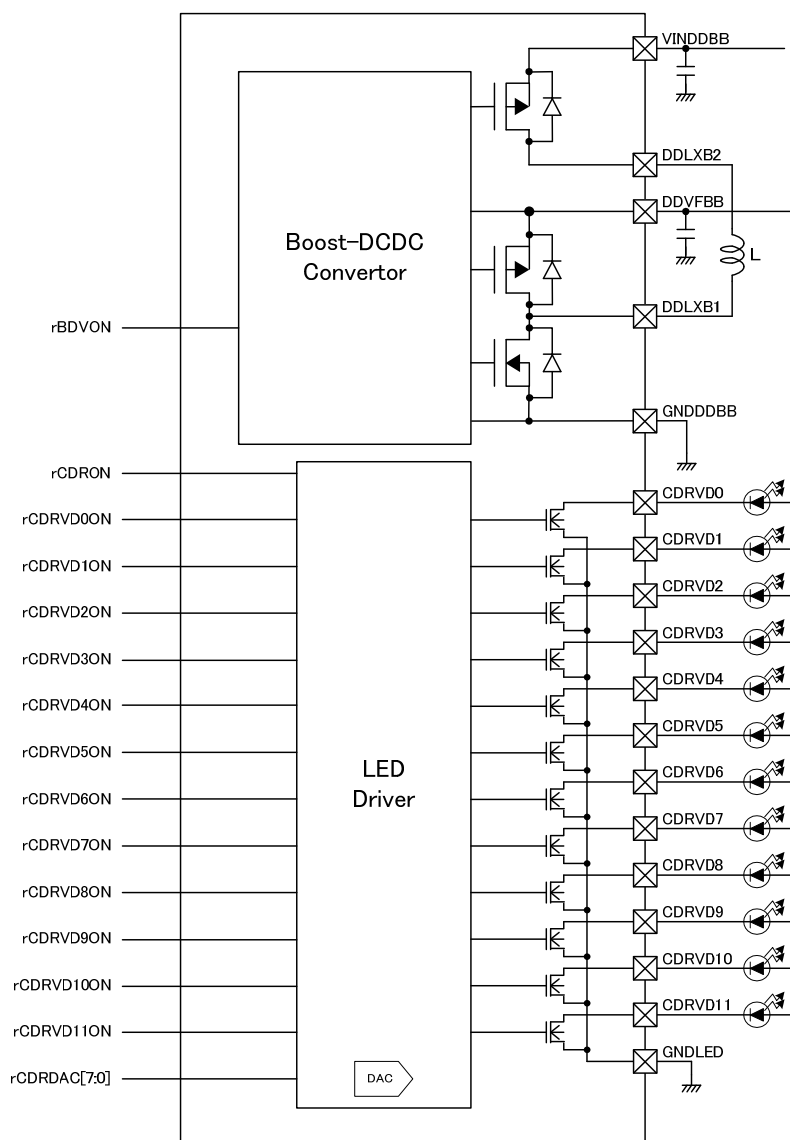 VINDDBB
DDLXB2
DDVFBB
Boost-DCDC
Convertor
L
rBDVON
DDLXB1
GNDDDBB
rCDRON
CDRVD0
rCDRVD0ON
CDRVD1
rCDRVD1ON
CDRVD2
rCDRVD2ON
CDRVD3
rCDRVD3ON
CDRVD4
rCDRVD4ON
CDRVD5
rCDRVD5ON
LED
Driver
CDRVD6
rCDRVD6ON
CDRVD7
rCDRVD7ON
CDRVD8
rCDRVD8ON
CDRVD9
rCDRVD9ON
CDRVD10
rCDRVD10ON
CDRVD11
rCDRVD11ON
GNDLED
rCDRDAC[7:0]
DAC